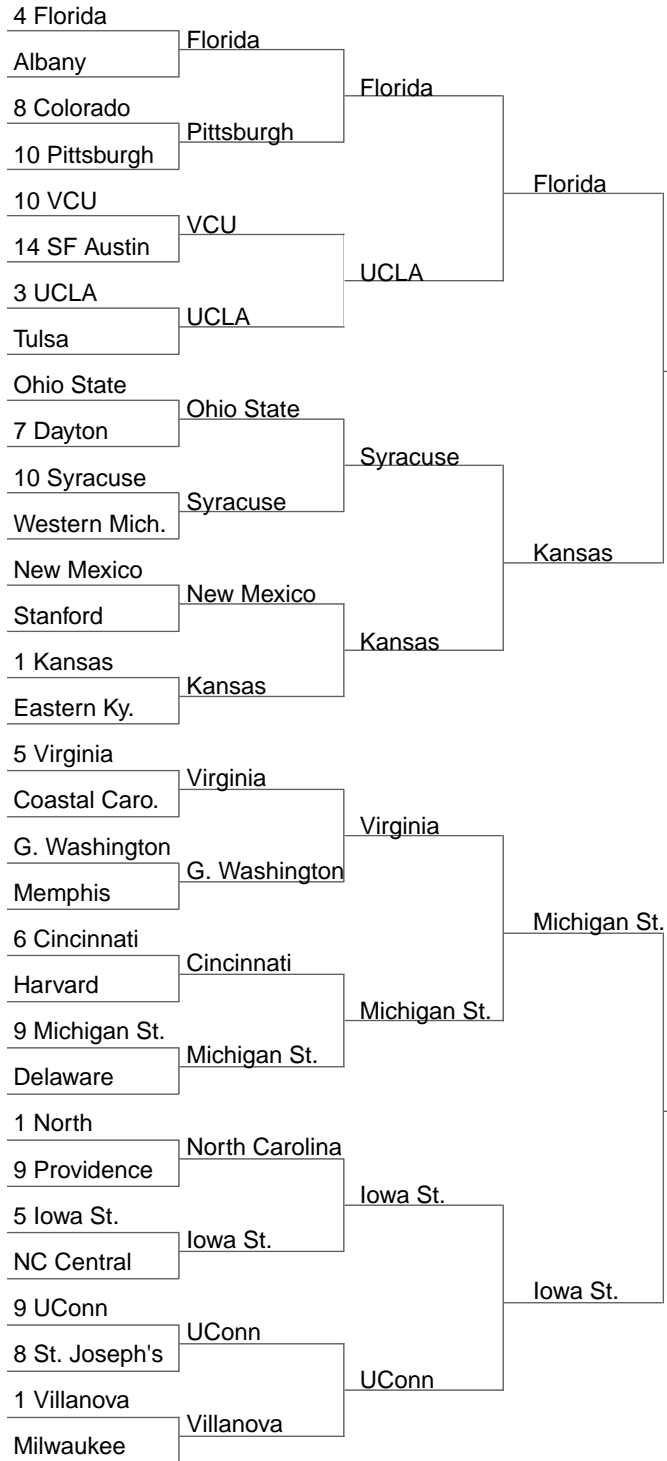 4 Florida
Florida
Albany
Florida
8 Colorado
Pittsburgh
10 Pittsburgh
Florida
10 VCU
VCU
14 SF Austin
UCLA
3 UCLA
UCLA
Tulsa
Ohio State
Ohio State
7 Dayton
Syracuse
10 Syracuse
Syracuse
Western Mich.
Kansas
New Mexico
New Mexico
Stanford
Kansas
1 Kansas
Kansas
Eastern Ky.
5 Virginia
Virginia
Coastal Caro.
Virginia
G. Washington
G. Washington
Memphis
Michigan St.
6 Cincinnati
Cincinnati
Harvard
Michigan St.
9 Michigan St.
Michigan St.
Delaware
1 North
North Carolina
9 Providence
Iowa St.
5 Iowa St.
Iowa St.
NC Central
Iowa St.
9 UConn
UConn
8 St. Joseph's
UConn
1 Villanova
Villanova
Milwaukee